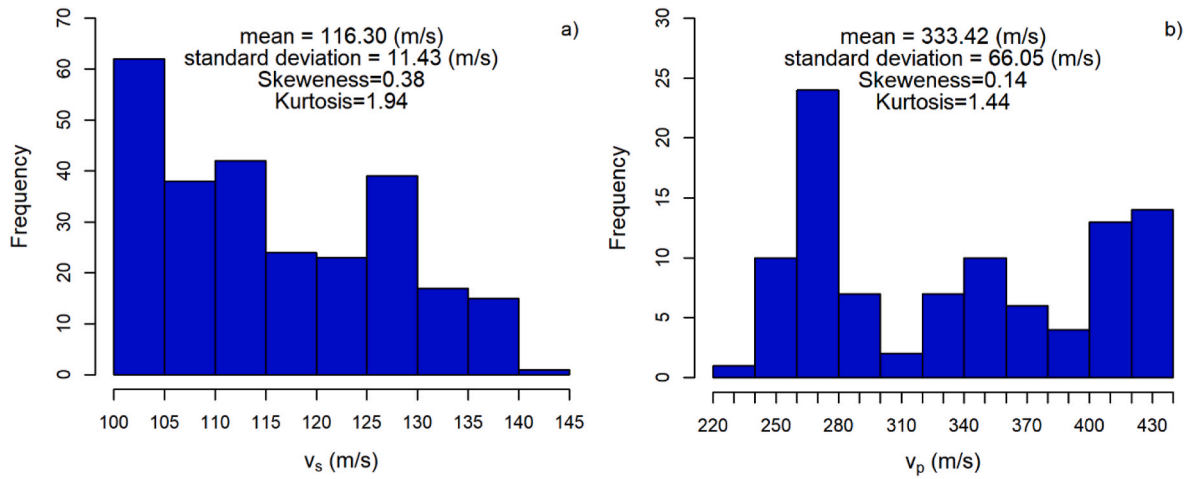 a)
mean = 116.30 (m/s)
standard deviation = 11.43 (m/s)
Skeweness=0.38
Kurtosis=1.94
Frequency
70
60
50
40
30
20
10
0
100 105 110 115 120 125 130 135 140 145
vs (m/s)
b)
mean = 333.42 (m/s)
standard deviation = 66.05 (m/s)
Skeweness=0.14
Kurtosis=1.44
Frequency
30
25
20
15
10
5
0
220 250 280 310 340 370 400 430
vp (m/s)